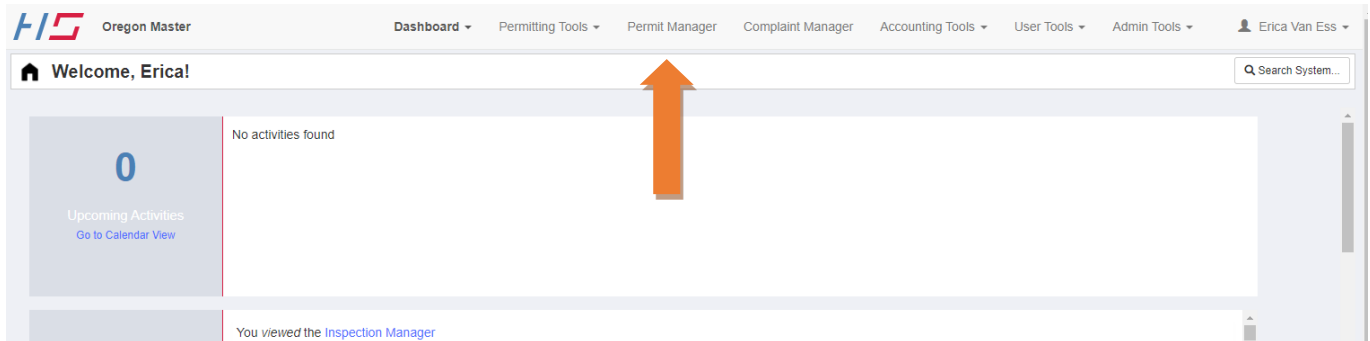 HS Oregon Master Dashboard Permitting Tools Permit Manager Complaint Manager Accounting Tools User Tools Admin Tools Erica Van Ess
Welcome, Erica! Search System...
No activities found
0
Upcoming Activities
Go to Calendar View
You viewed the Inspection Manager